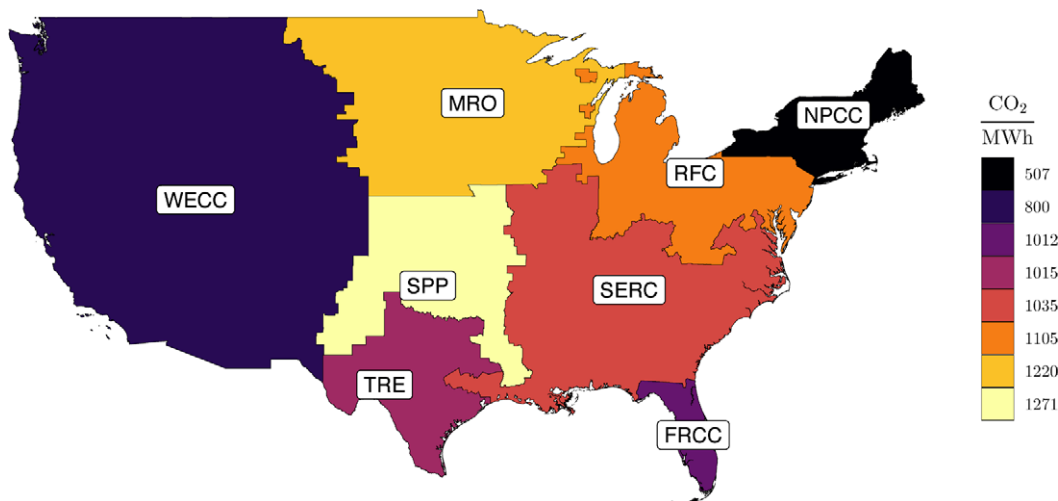 MRO
NPCC
WECC
RFC
SPP
SERC
TRE
FRCC
CO₂
MWh
507
800
1012
1015
1035
1105
1220
1271